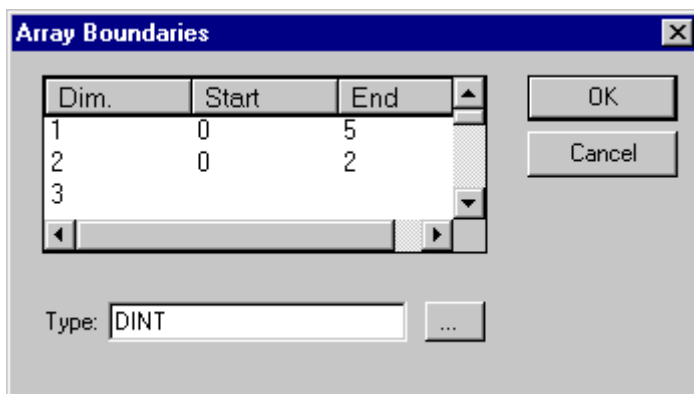 Array Boundaries
Dim. Start End
1 0 5
2 0 2
3
OK
Cancel
Type: DINT ...